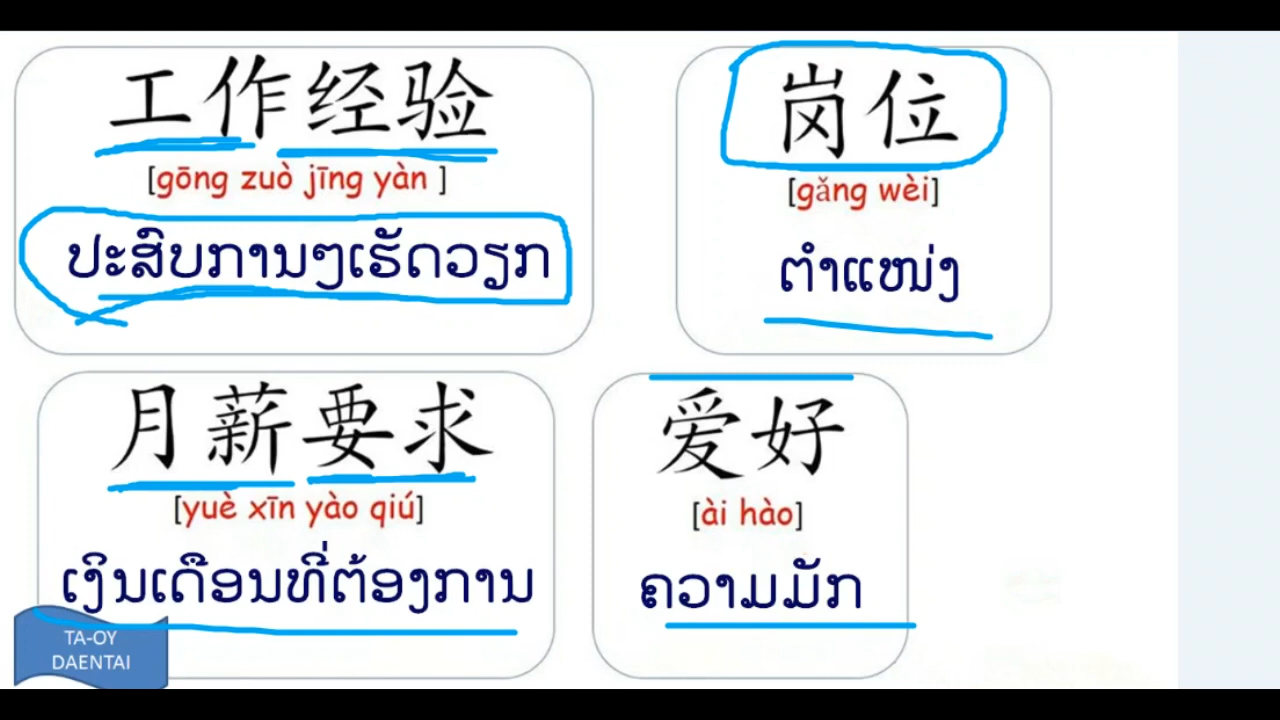 工作经验
[gōng zuò jīng yàn ]
ປະສົບການໆເຮັດວຽກ
岗位
[gǎng wèi]
ຕຳແໜ່ງ
月薪要求
[yuè xīn yào qiú]
ເງິນເດືອນທີ່ຕ້ອງການ
爱好
[ài hào]
ຄວາມມັກ
TA-OY
DAENTAI